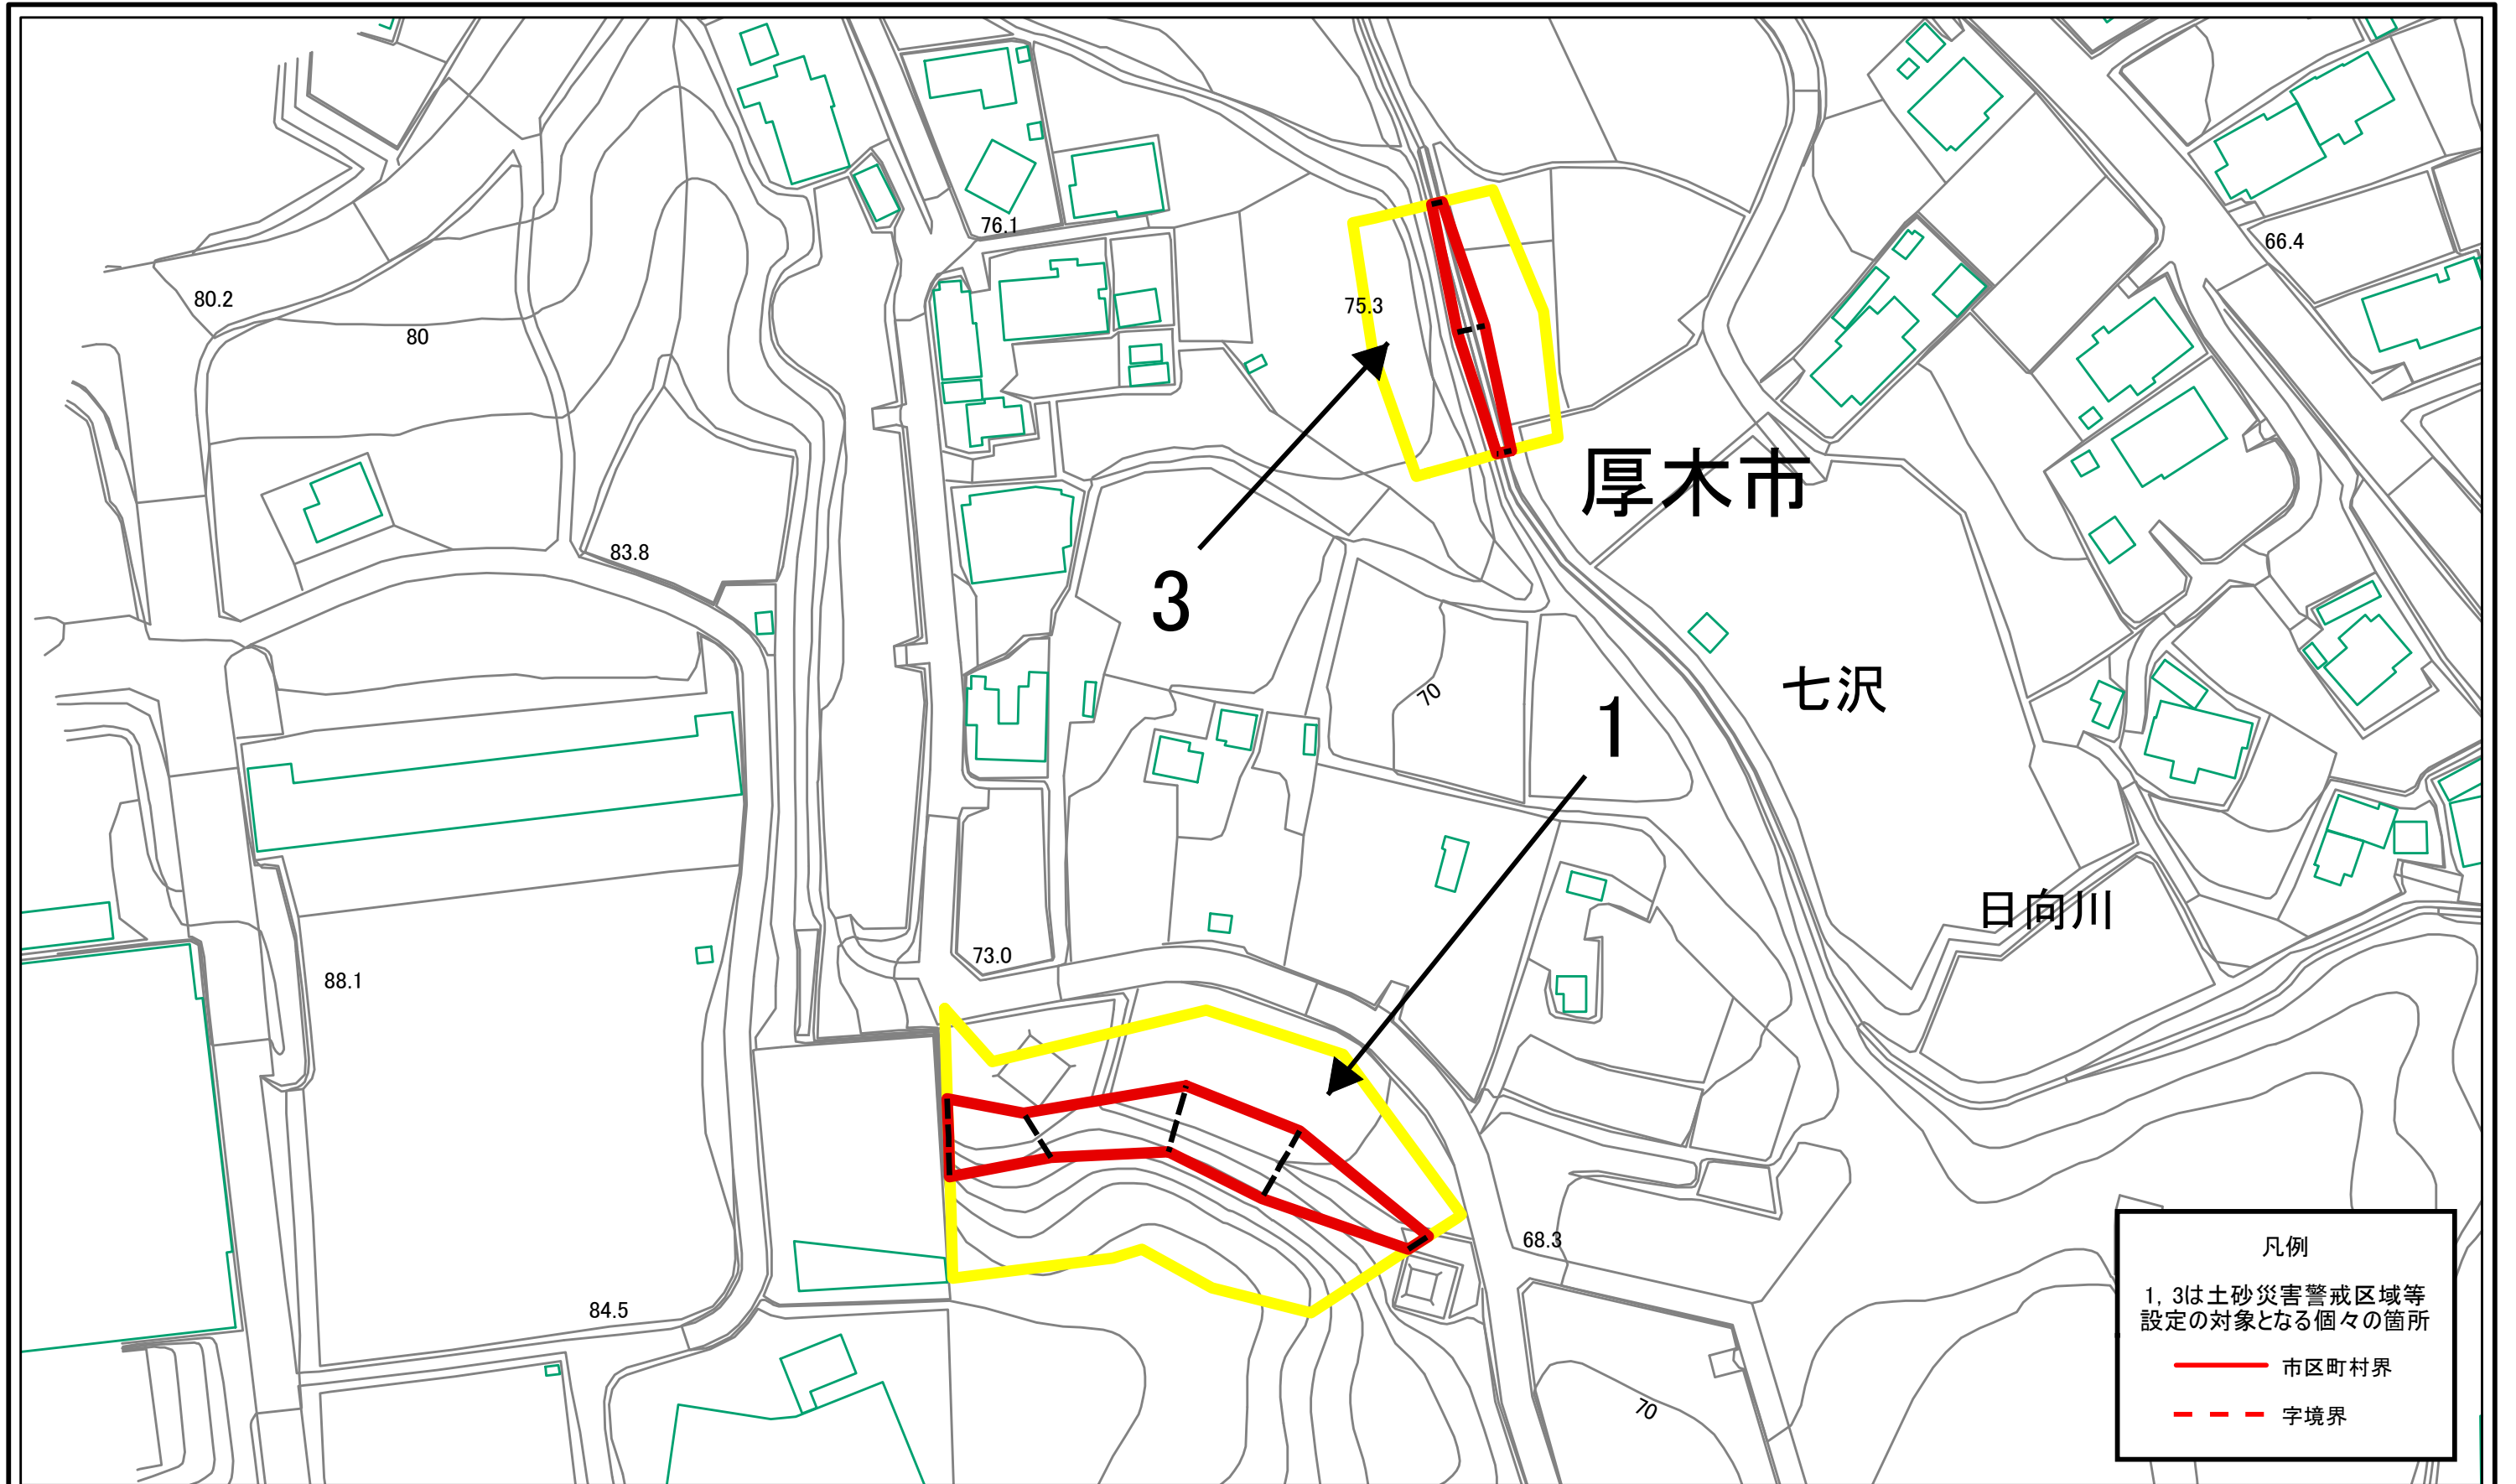 76.1
66.4
80.2
75.3
80
厚木市
83.8
3
七沢
70
1
日向川
73.0
88.1
68.3
84.5
70
凡例
1, 3は土砂災害警戒区域等
設定の対象となる個々の箇所
市区町村界
字境界